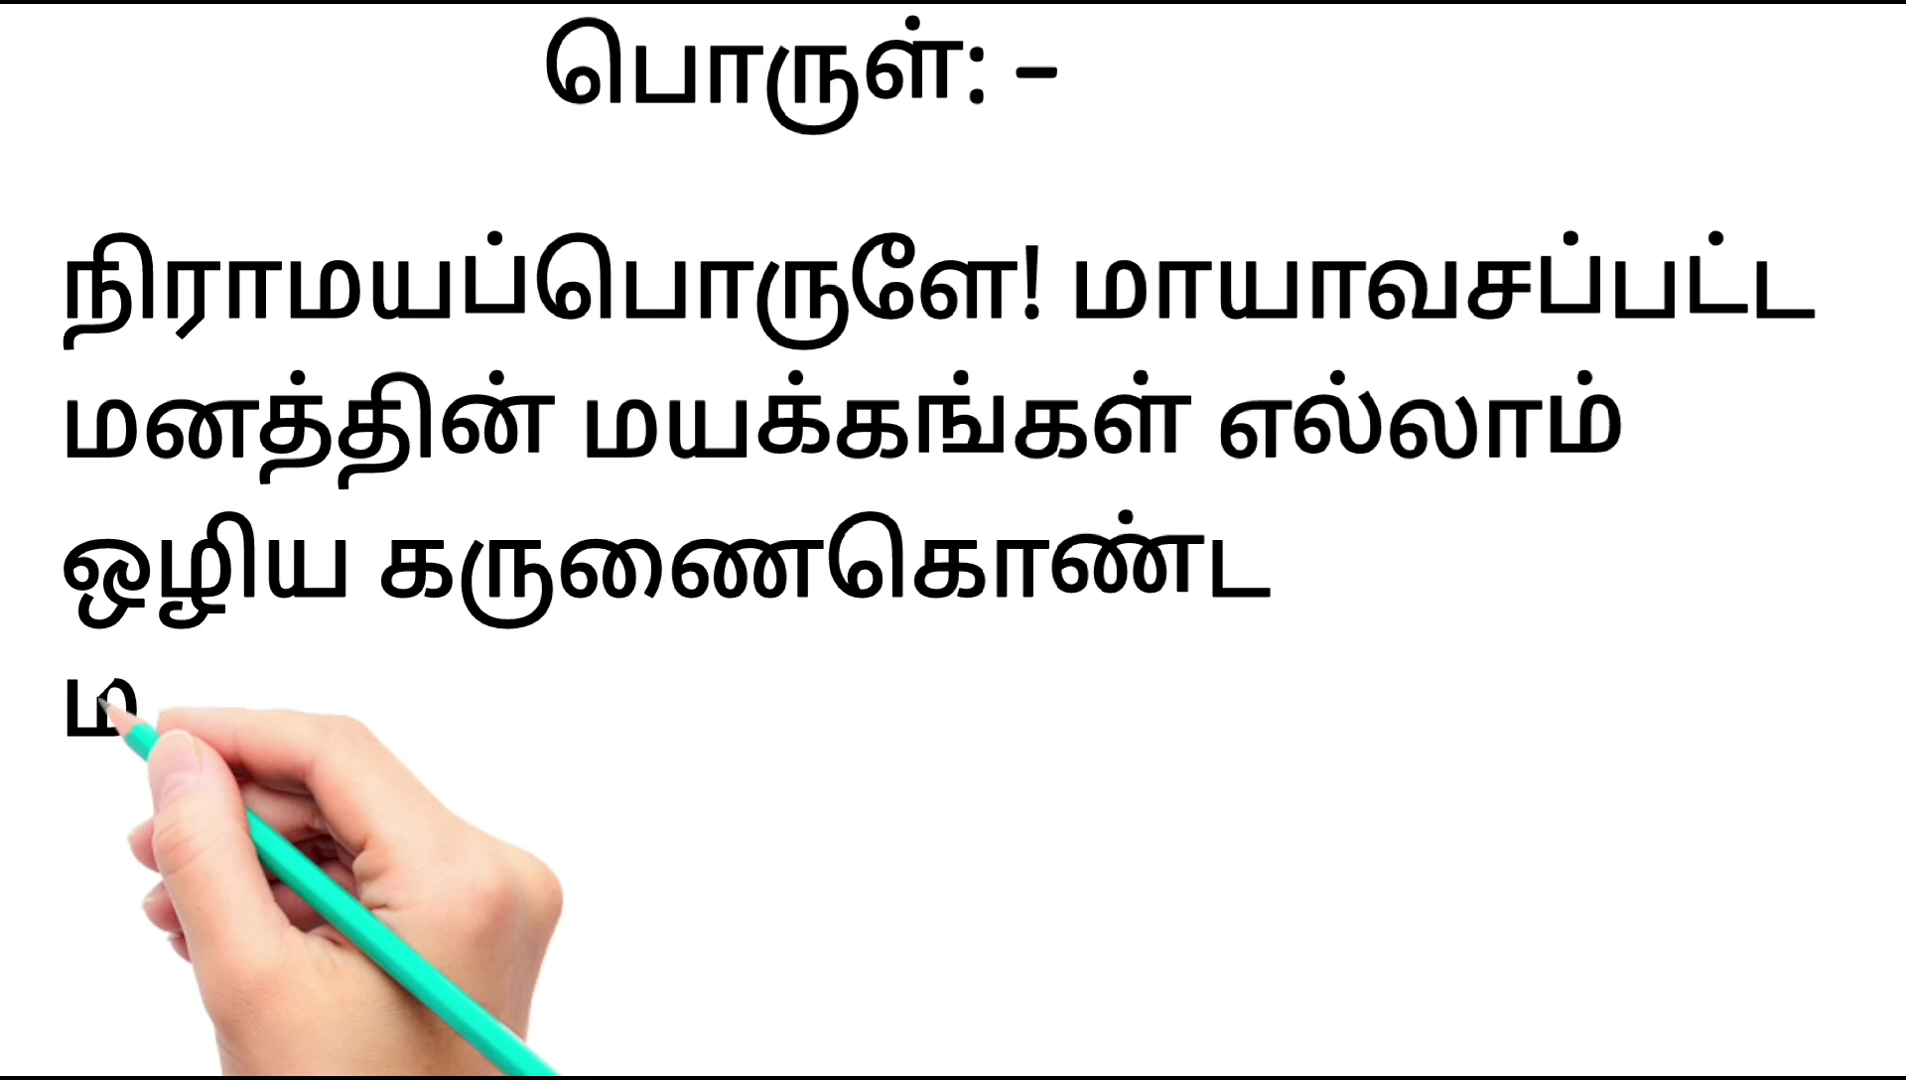 பொருள்: -
நிராமயப்பொருளே! மாயாவசப்பட்ட
மனத்தின் மயக்கங்கள் எல்லாம்
ஒழிய கருணைகொண்ட
ம